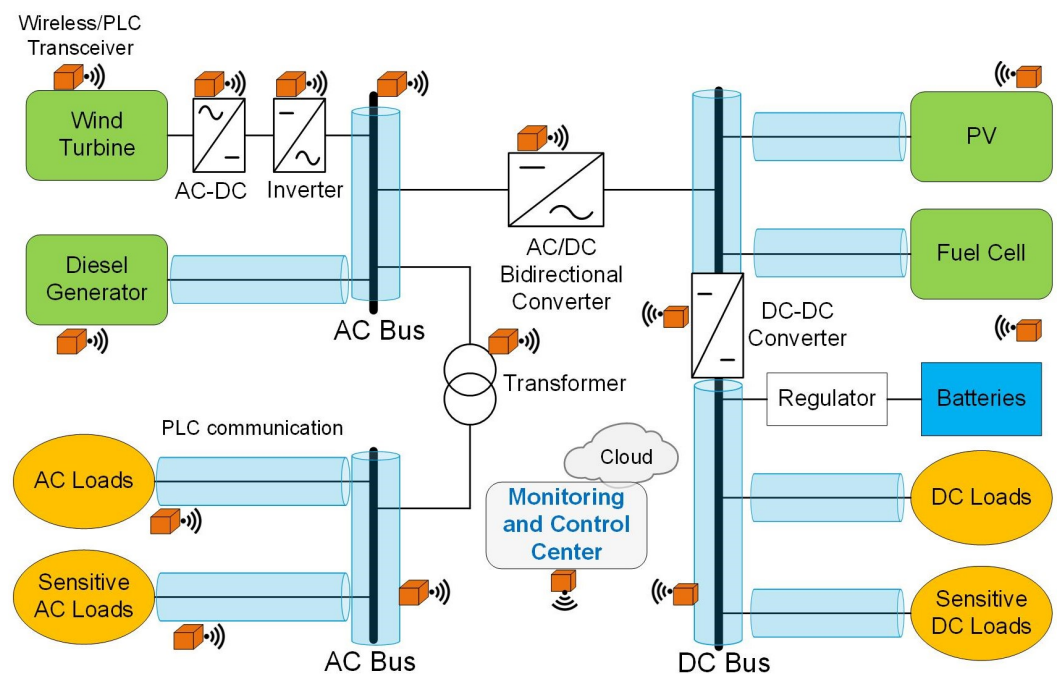 Wireless/PLC
Transceiver
Wind
Turbine
AC-DC
Inverter
PV
AC/DC
Bidirectional
Converter
Diesel
Generator
AC Bus
Fuel Cell
DC-DC
Converter
Transformer
Regulator
Batteries
PLC communication
Cloud
AC Loads
Monitoring
and Control
Center
DC Loads
Sensitive
AC Loads
Sensitive
DC Loads
AC Bus
DC Bus